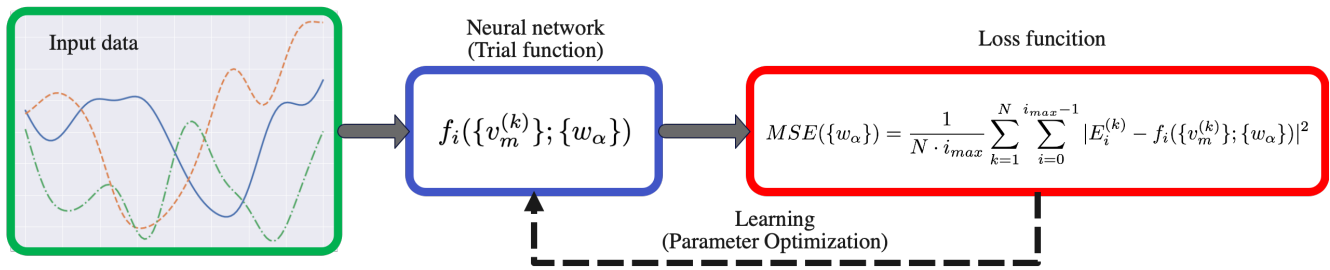 Input data
Neural network
(Trial function)
f_i({v_m^{(k)}}; {w_α})
Loss funcition
MSE({w_α}) = \frac{1}{N · i_{max}} \sum_{k=1}^{N} \sum_{i=0}^{i_{max}-1} |E_i^{(k)} − f_i({v_m^{(k)}}; {w_α})|^2
Learning
(Parameter Optimization)